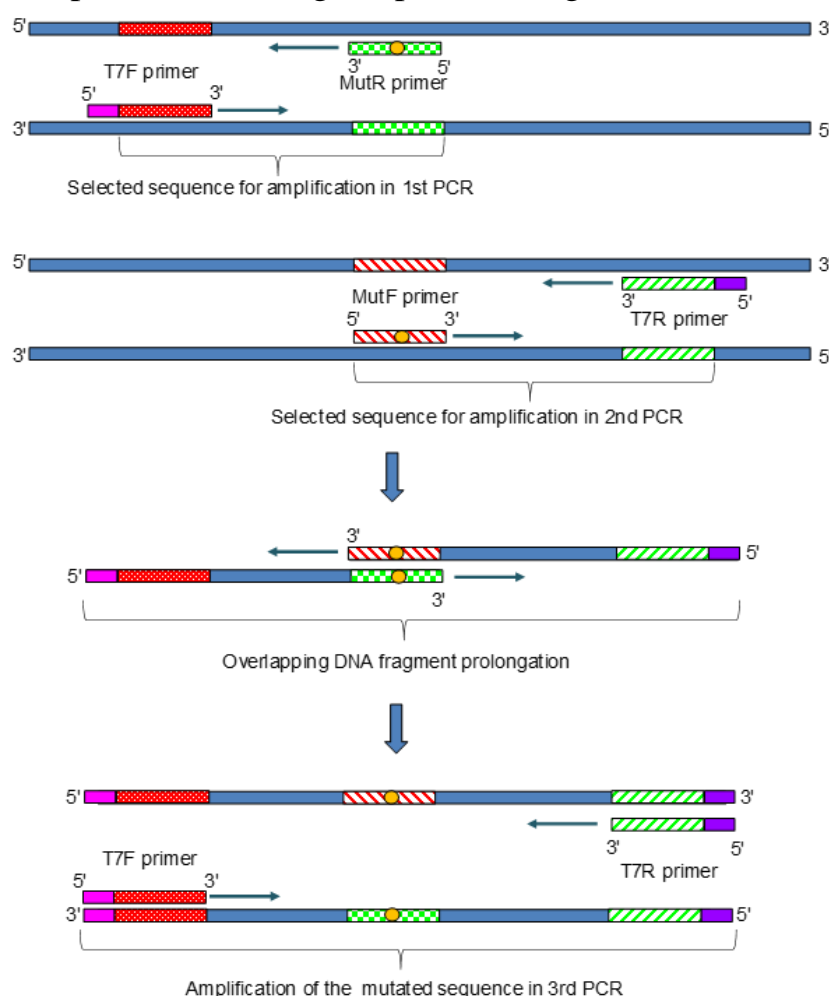 5'
3'
3' 5'
T7F primer
MutR primer
5' 3'
3'
5'
Selected sequence for amplification in 1st PCR
5'
3'
MutF primer
3' 5'
5' 3'
T7R primer
3'
5'
Selected sequence for amplification in 2nd PCR
3'
5'
5'
3'
Overlapping DNA fragment prolongation
5'
3'
T7F primer
3' 5'
5' 3'
T7R primer
3'
5'
Amplification of the mutated sequence in 3rd PCR